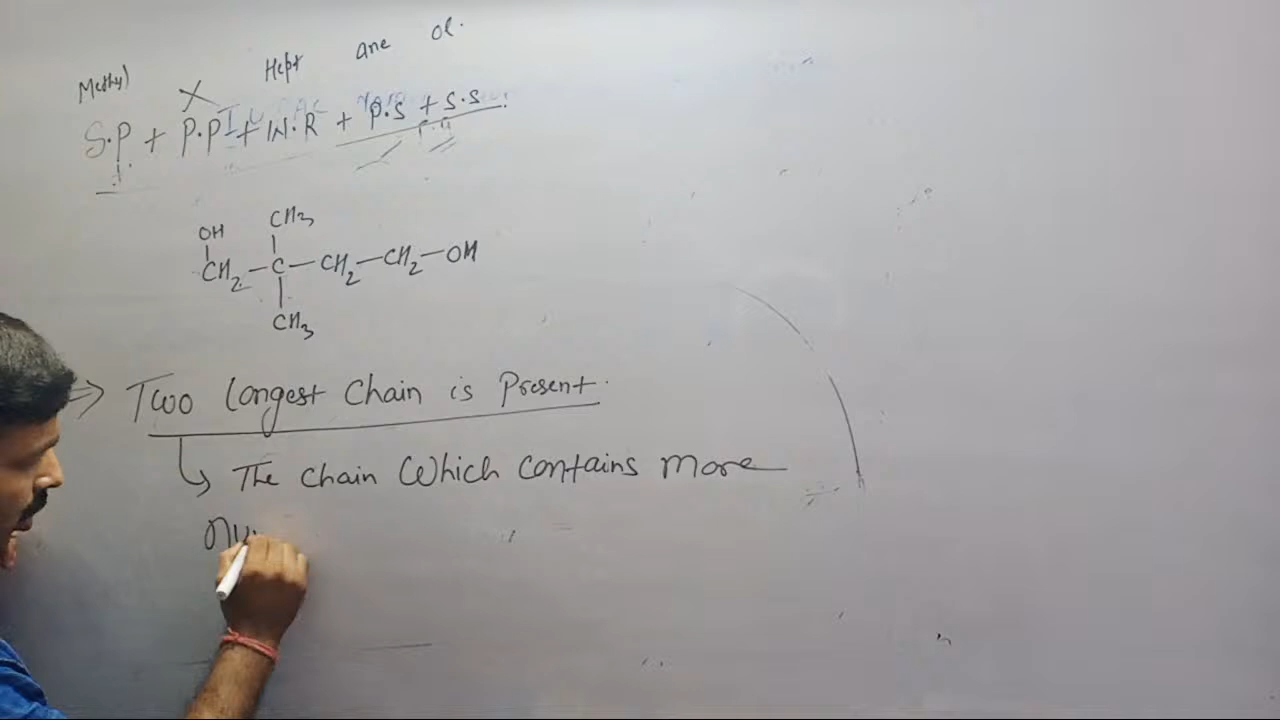 Methyl Hept ane ol.
S.P + P.P + IN.R + P.S + S.S
OH CH3
CH2-C-CH2-CH2-OH
CH3
⇒ Two longest Chain is Present.
↳ The chain Which contains more
nu